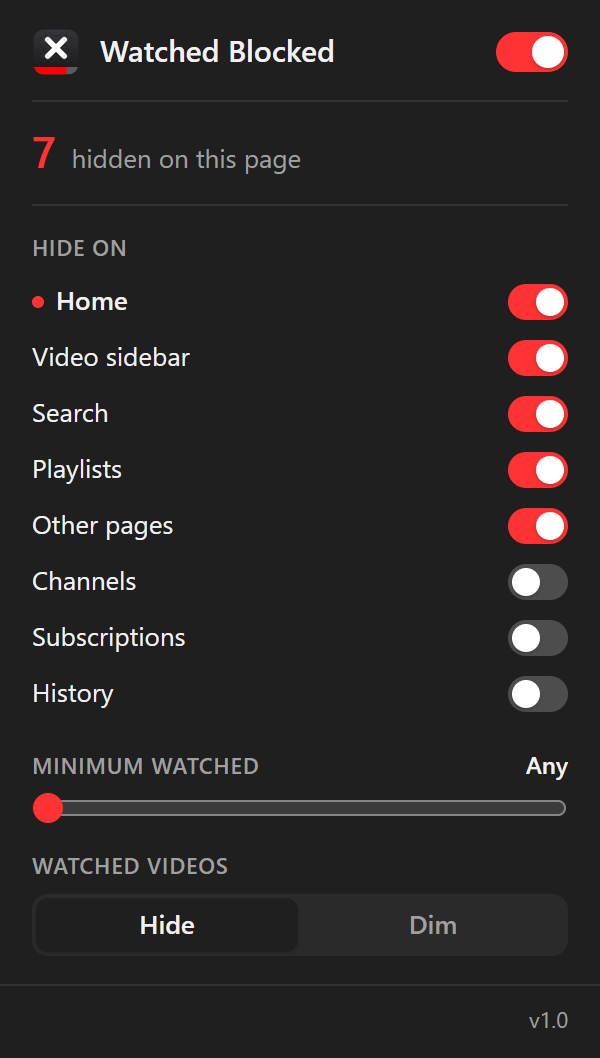 Watched Blocked
7 hidden on this page
HIDE ON
Home
Video sidebar
Search
Playlists
Other pages
Channels
Subscriptions
History
MINIMUM WATCHED Any
WATCHED VIDEOS
Hide Dim
v1.0